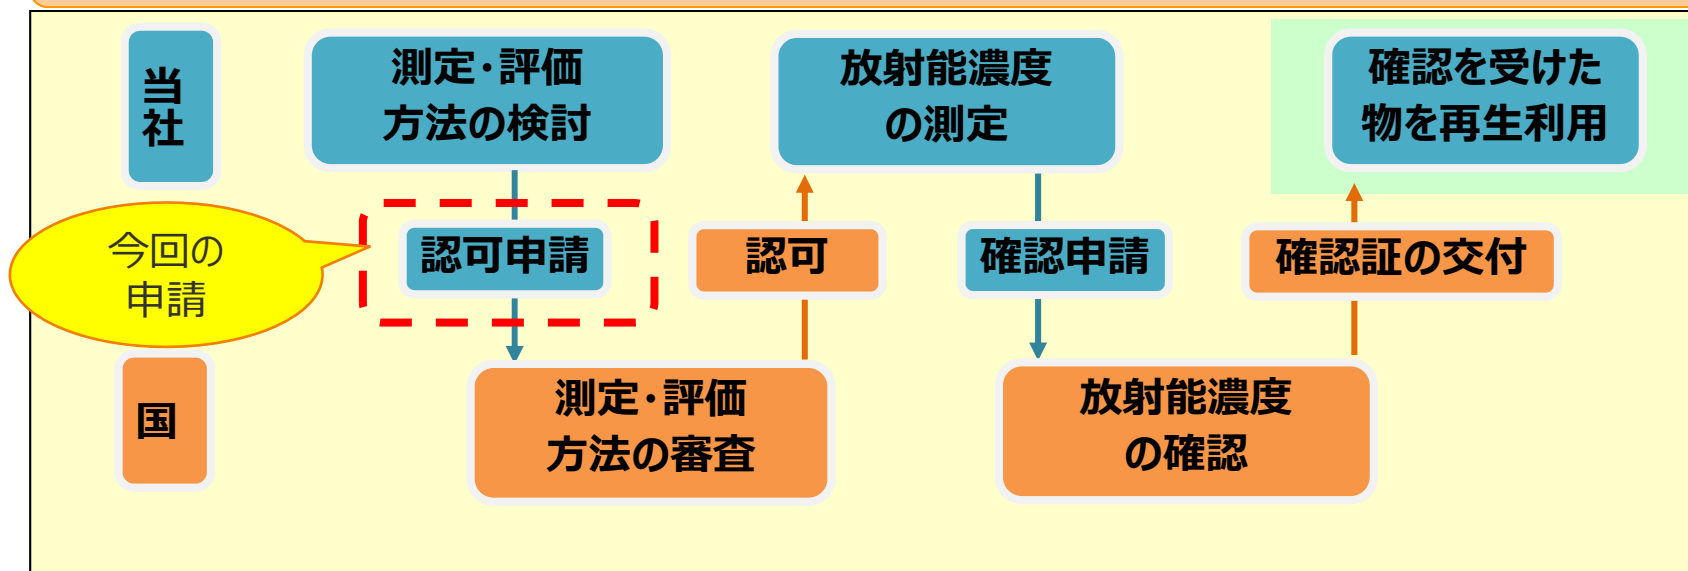 当
社
測定・評価
方法の検討
放射能濃度
の測定
確認を受けた
物を再生利用
今回の
申請
認可申請
認可
確認申請
確認証の交付
国
測定・評価
方法の審査
放射能濃度
の確認